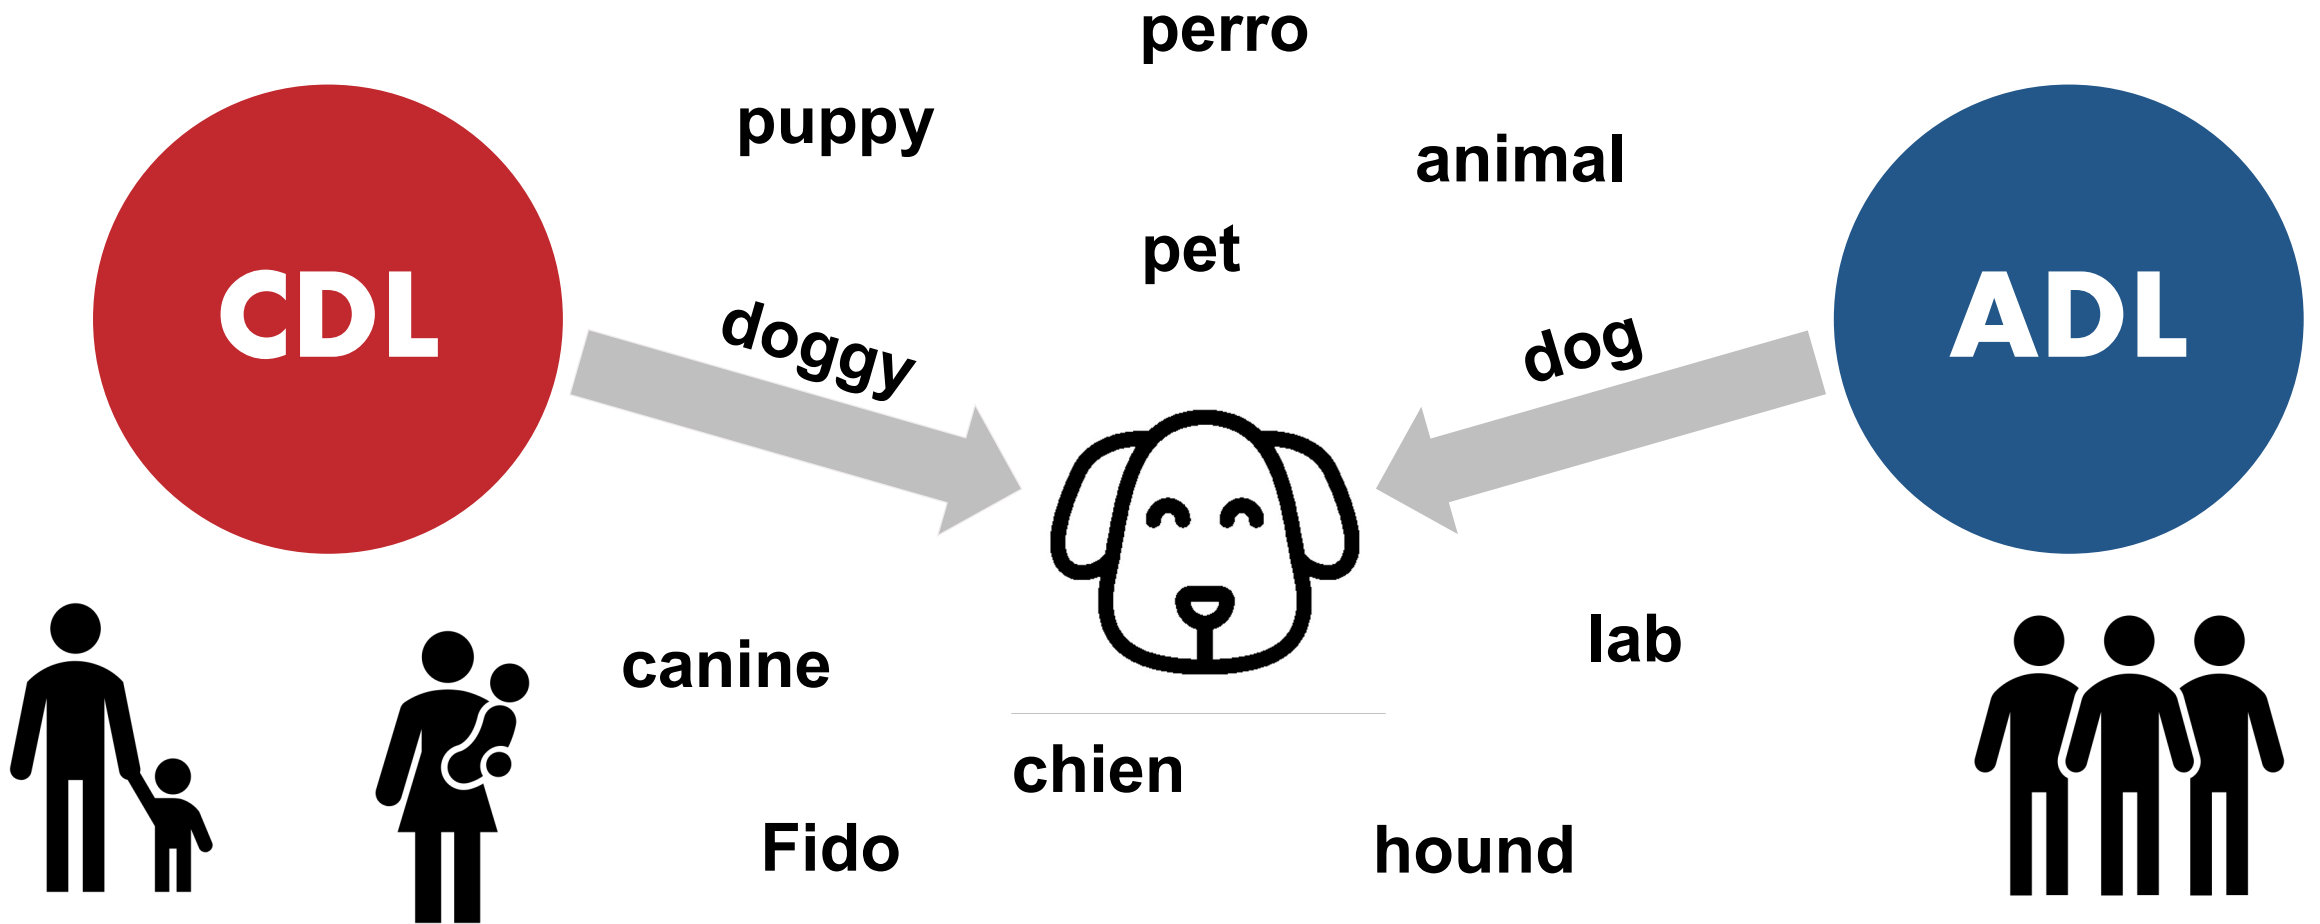 perro
puppy
animal
pet
CDL
ADL
doggy
dog
canine
lab
chien
Fido
hound